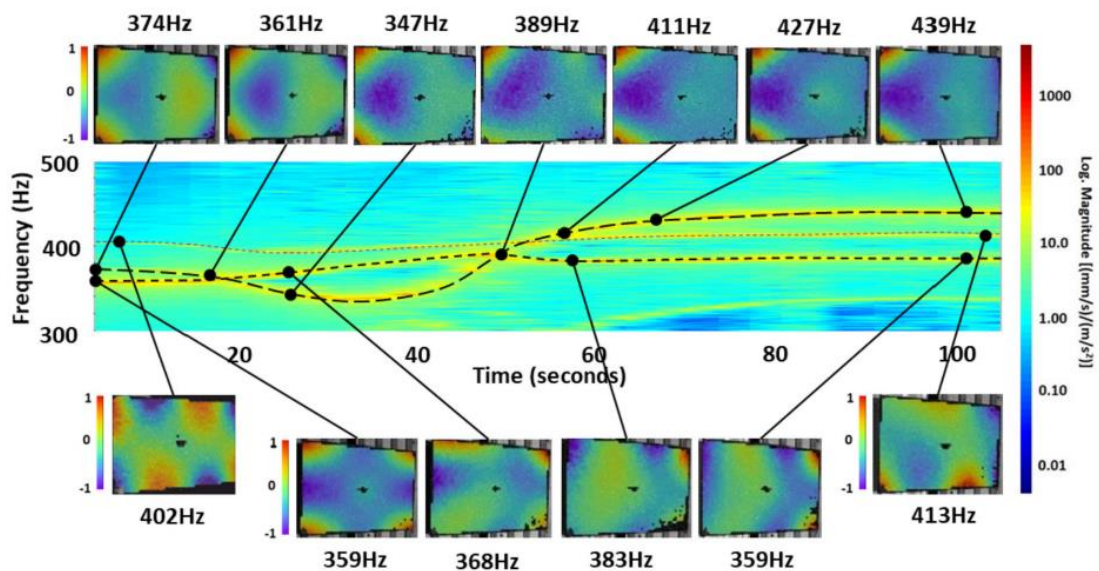 374Hz 361Hz 347Hz 389Hz 411Hz 427Hz 439Hz
1
0
-1
500
400
300
Frequency (Hz)
20 40 60 80 100
Time (seconds)
1000
100
10.0
1.00
0.10
0.01
Log. Magnitude [(mm/s)/(m/s²)]
1
0
-1
402Hz
1
0
-1
359Hz 368Hz 383Hz 359Hz
1
0
-1
413Hz